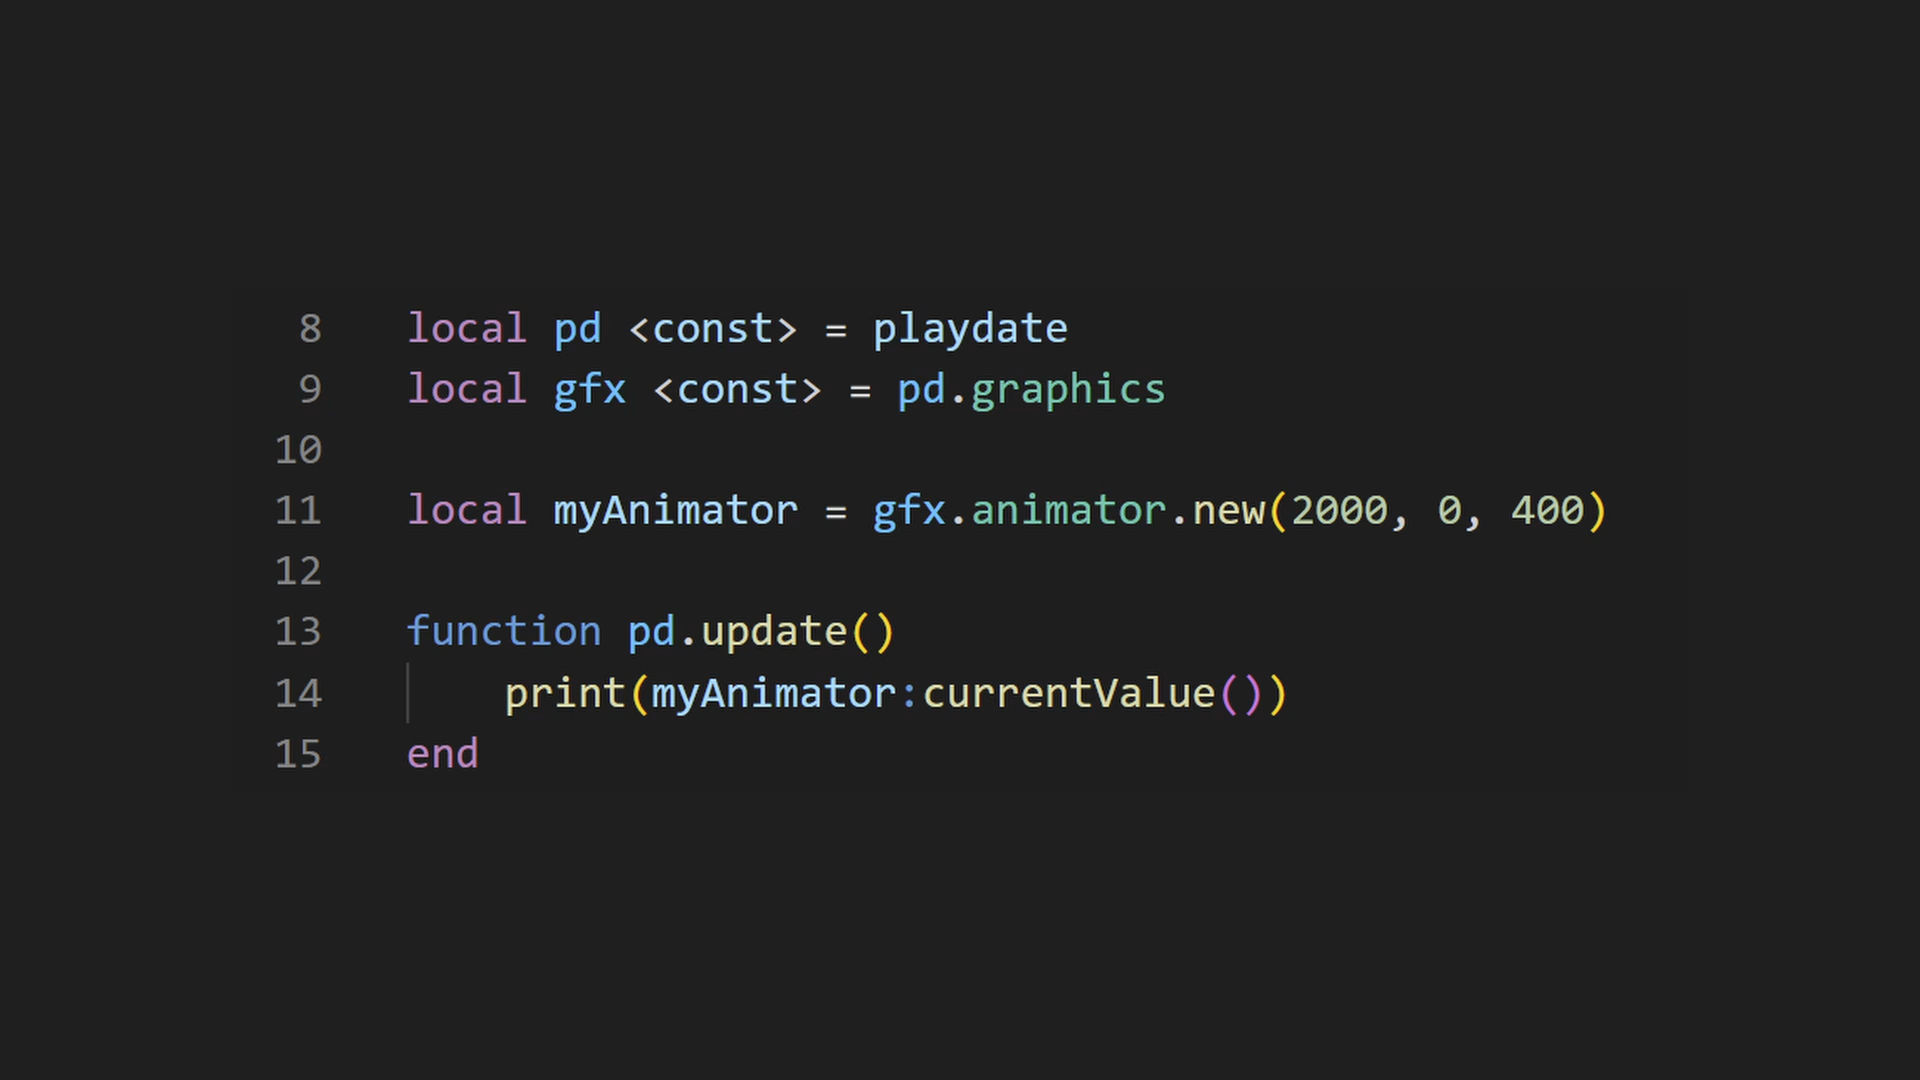 8 local pd <const> = playdate
9 local gfx <const> = pd.graphics
10
11 local myAnimator = gfx.animator.new(2000, 0, 400)
12
13 function pd.update()
14 print(myAnimator:currentValue())
15 end